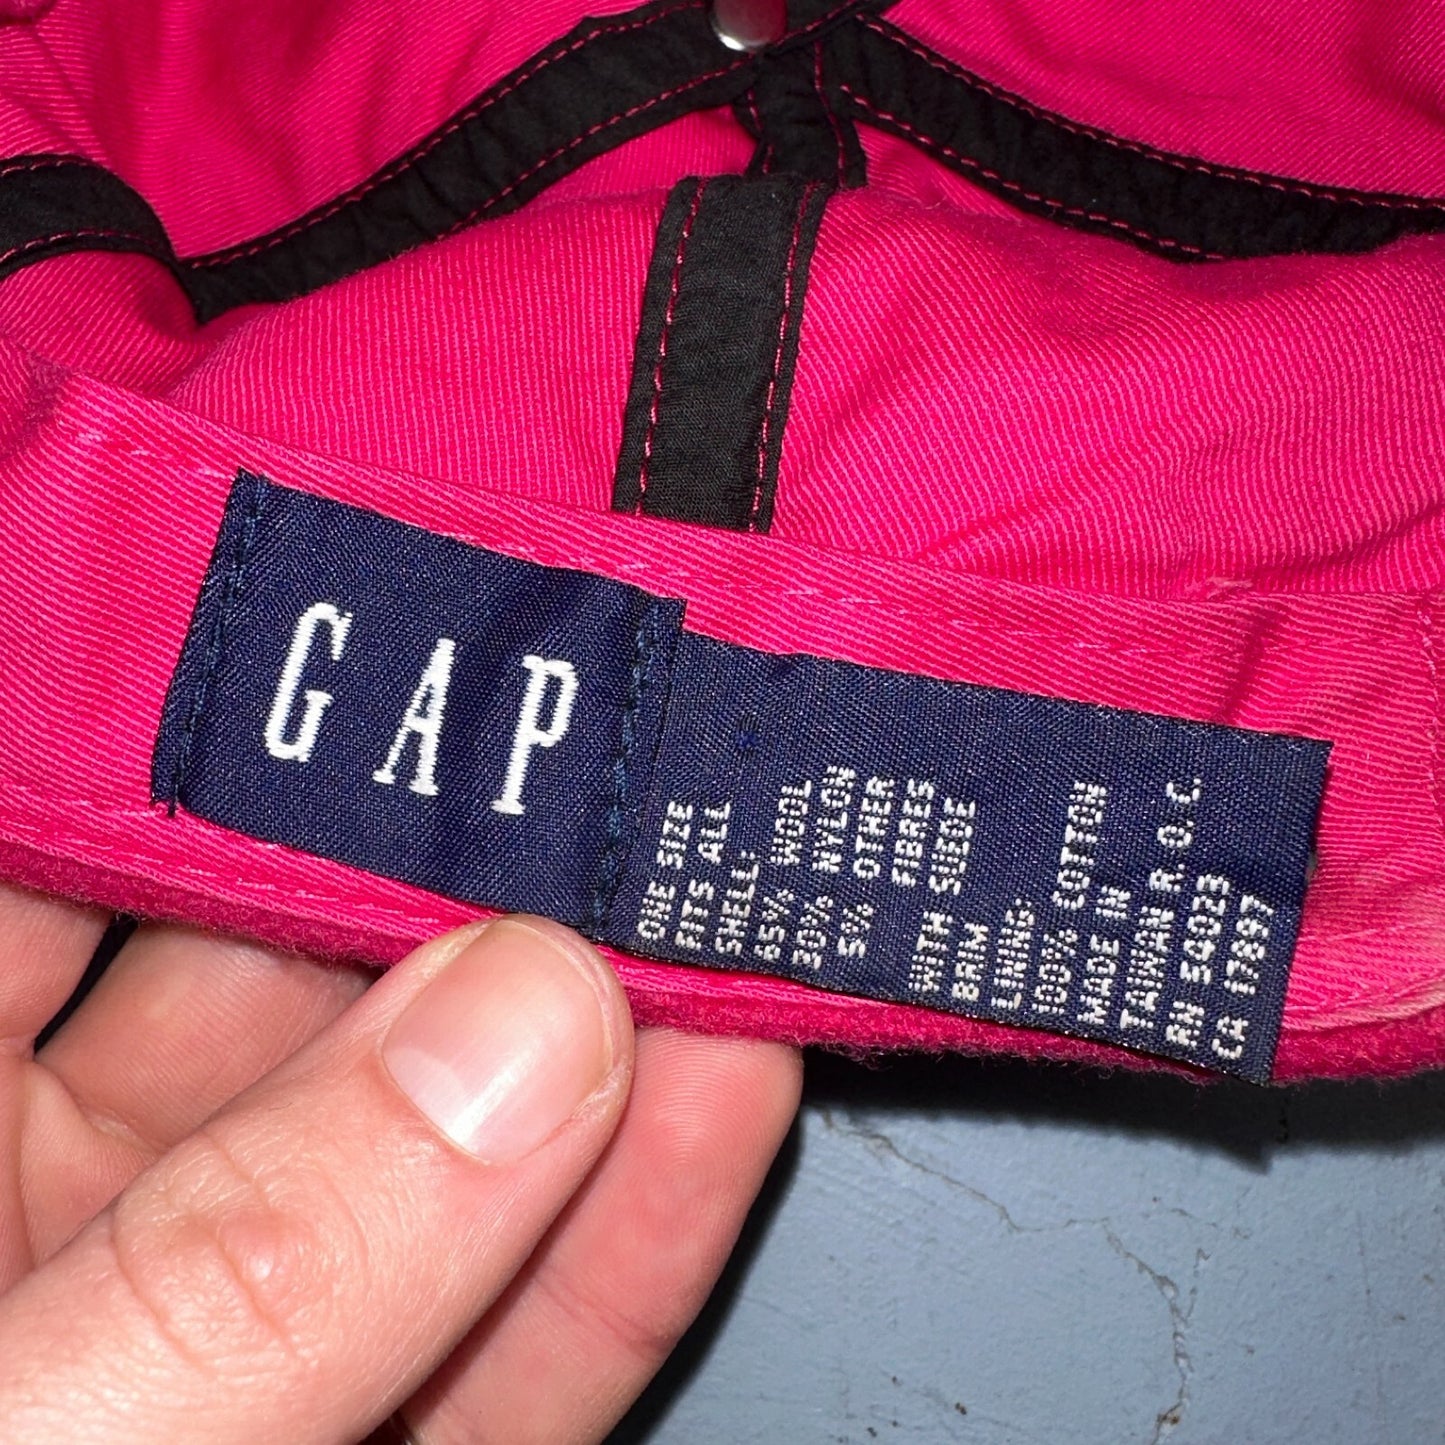 GAP
ONE SIZE
FITS ALL
SHELL
65% WOOL
30% NYLON
5% OTHER
FIBRES
WITH SUEDE
BRIM
LINING
100% COTTON
MADE IN
TAIWAN R.O.C.
RN 54023
CA 17897